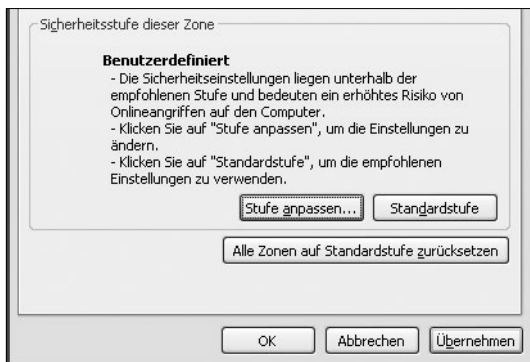 Sicherheitsstufe dieser Zone
Benutzerdefiniert
- Die Sicherheitseinstellungen liegen unterhalb der
empfohlenen Stufe und bedeuten ein erhöhtes Risiko von
Onlineangriffen auf den Computer.
- Klicken Sie auf "Stufe anpassen", um die Einstellungen zu
ändern.
- Klicken Sie auf "Standardstufe", um die empfohlenen
Einstellungen zu verwenden.
Stufe anpassen... Standardstufe
Alle Zonen auf Standardstufe zurücksetzen
OK Abbrechen Übernehmen